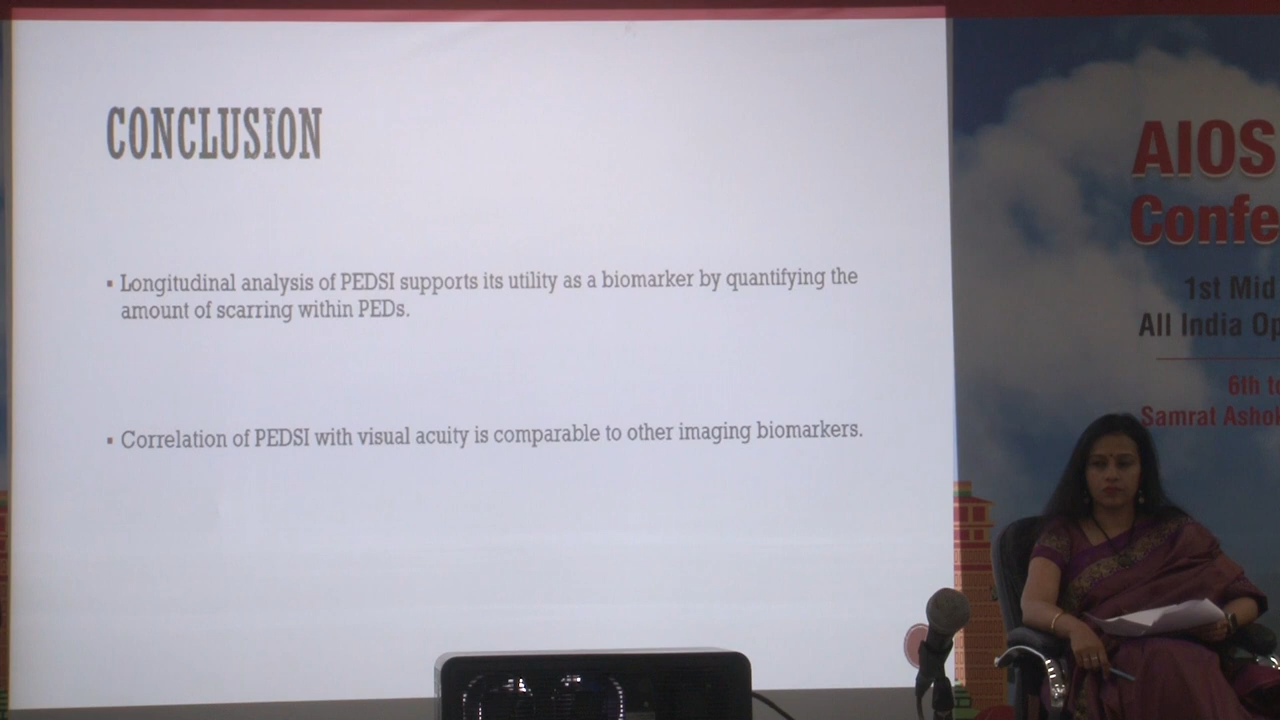 CONCLUSION
▪ Longitudinal analysis of PEDSI supports its utility as a biomarker by quantifying the
amount of scarring within PEDs.
▪ Correlation of PEDSI with visual acuity is comparable to other imaging biomarkers.
AIOS
Confe
1st Mid
All India Op
6th to
Samrat Ashok